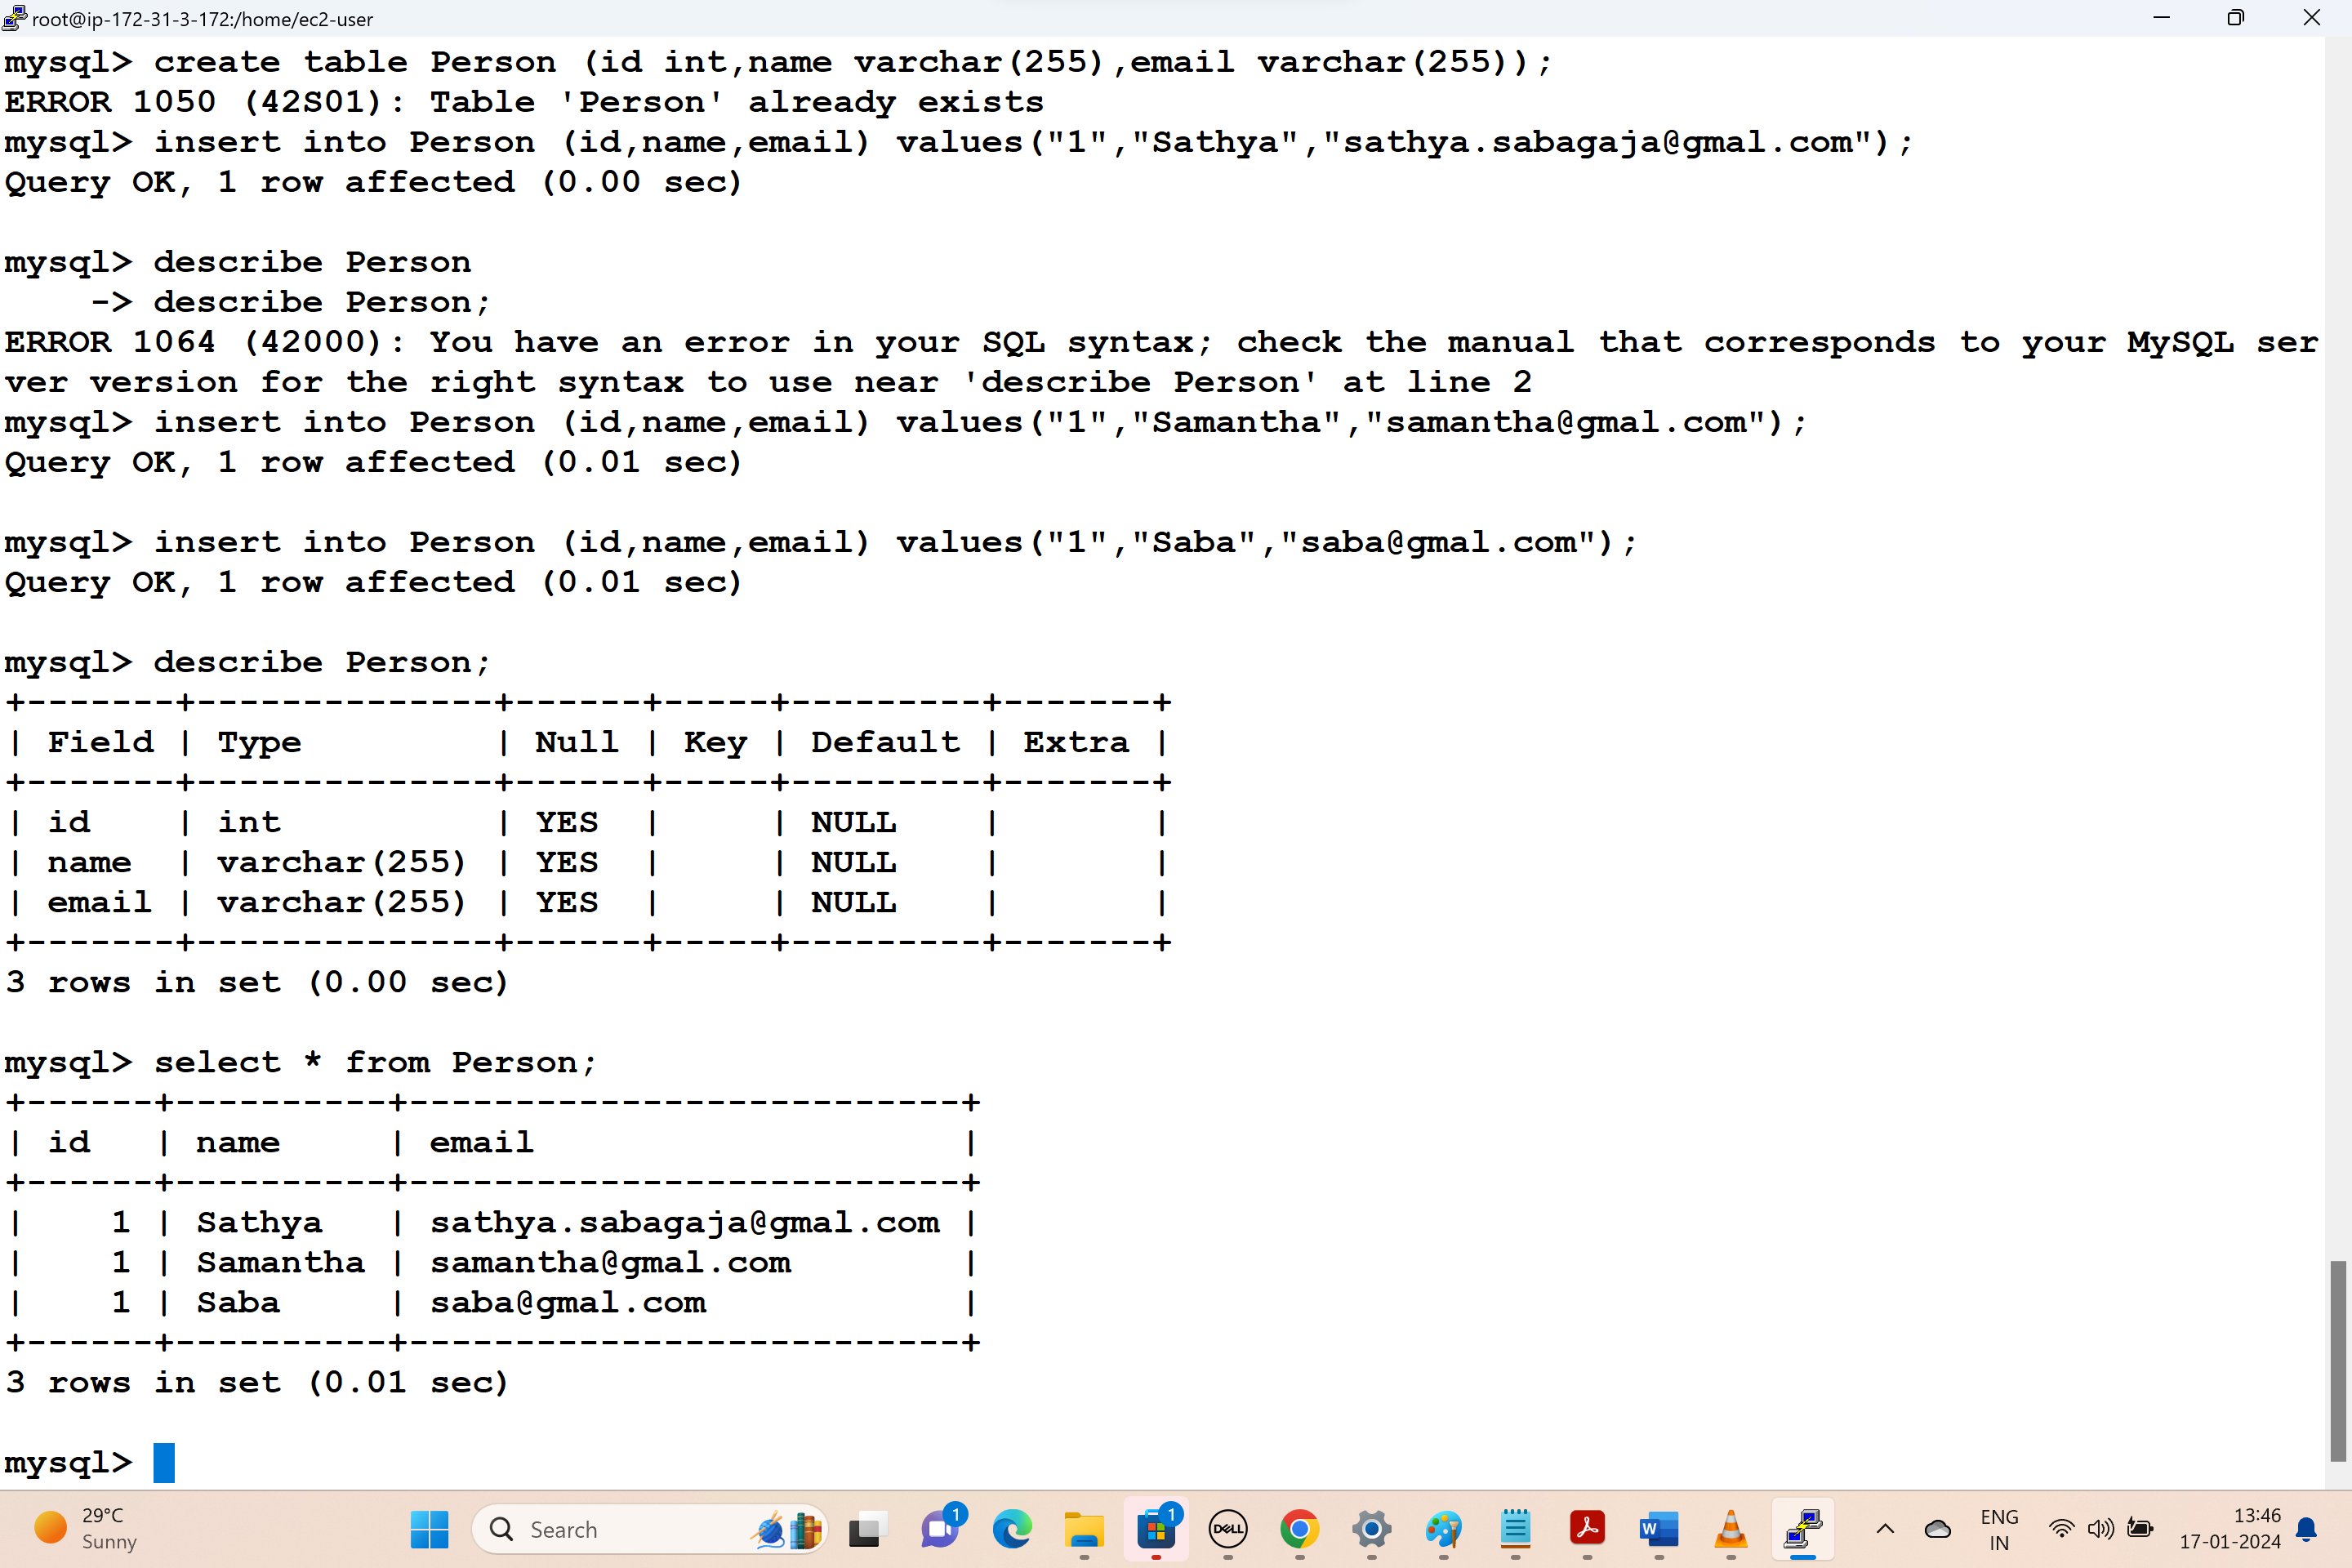 root@ip-172-31-3-172:/home/ec2-user
mysql> create table Person (id int,name varchar(255),email varchar(255));
ERROR 1050 (42S01): Table 'Person' already exists
mysql> insert into Person (id,name,email) values("1","Sathya","sathya.sabagaja@gmal.com");
Query OK, 1 row affected (0.00 sec)
mysql> describe Person
    -> describe Person;
ERROR 1064 (42000): You have an error in your SQL syntax; check the manual that corresponds to your MySQL ser
ver version for the right syntax to use near 'describe Person' at line 2
mysql> insert into Person (id,name,email) values("1","Samantha","samantha@gmal.com");
Query OK, 1 row affected (0.01 sec)
mysql> insert into Person (id,name,email) values("1","Saba","saba@gmal.com");
Query OK, 1 row affected (0.01 sec)
mysql> describe Person;
+-------+--------------+------+-----+---------+-------+
| Field | Type         | Null | Key | Default | Extra |
+-------+--------------+------+-----+---------+-------+
| id    | int          | YES  |     | NULL    |       |
| name  | varchar(255) | YES  |     | NULL    |       |
| email | varchar(255) | YES  |     | NULL    |       |
+-------+--------------+------+-----+---------+-------+
3 rows in set (0.00 sec)
mysql> select * from Person;
+------+----------+--------------------------+
| id   | name     | email                    |
+------+----------+--------------------------+
|    1 | Sathya   | sathya.sabagaja@gmal.com |
|    1 | Samantha | samantha@gmal.com        |
|    1 | Saba     | saba@gmal.com            |
+------+----------+--------------------------+
3 rows in set (0.01 sec)
mysql>
29°C
Sunny
Search
1
1
DELL
W
ENG
IN
13:46
17-01-2024